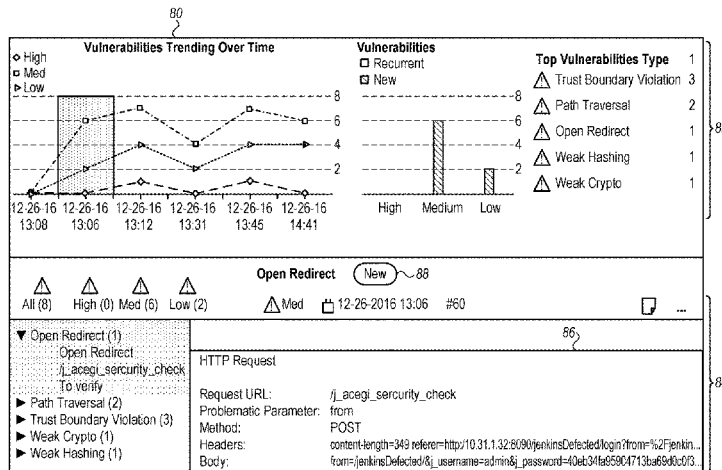 80
Vulnerabilities Trending Over Time
High
Med
Low
8
6
4
2
12-26-16 13:08
12-26-16 13:06
12-26-16 13:12
12-26-16 13:31
12-26-16 13:45
12-26-16 14:41
Vulnerabilities
Recurrent
New
8
6
4
2
High Medium Low
Top Vulnerabilities Type 1
Trust Boundary Violation 3
Path Traversal 2
Open Redirect 1
Weak Hashing 1
Weak Crypto 1
8
All (8) High (0) Med (6) Low (2)
Open Redirect New 88
Med 12-26-2016 13:06 #60 ...
▼ Open Redirect (1)
Open Redirect
/j_acegi_sercurity_check
To verify
► Path Traversal (2)
► Trust Boundary Violation (3)
► Weak Crypto (1)
► Weak Hashing (1)
86
8
HTTP Request
Request URL: /j_acegi_sercurity_check
Problematic Parameter: from
Method: POST
Headers: content-length=349 referer=http/10.31.1.32:8090/jenkinsDefected/login?from=%2Fjenkin...
Body: from=/jenkinsDefected/&j_username=admin&j_password=40eb34fa95904713ba69d0c0f3...